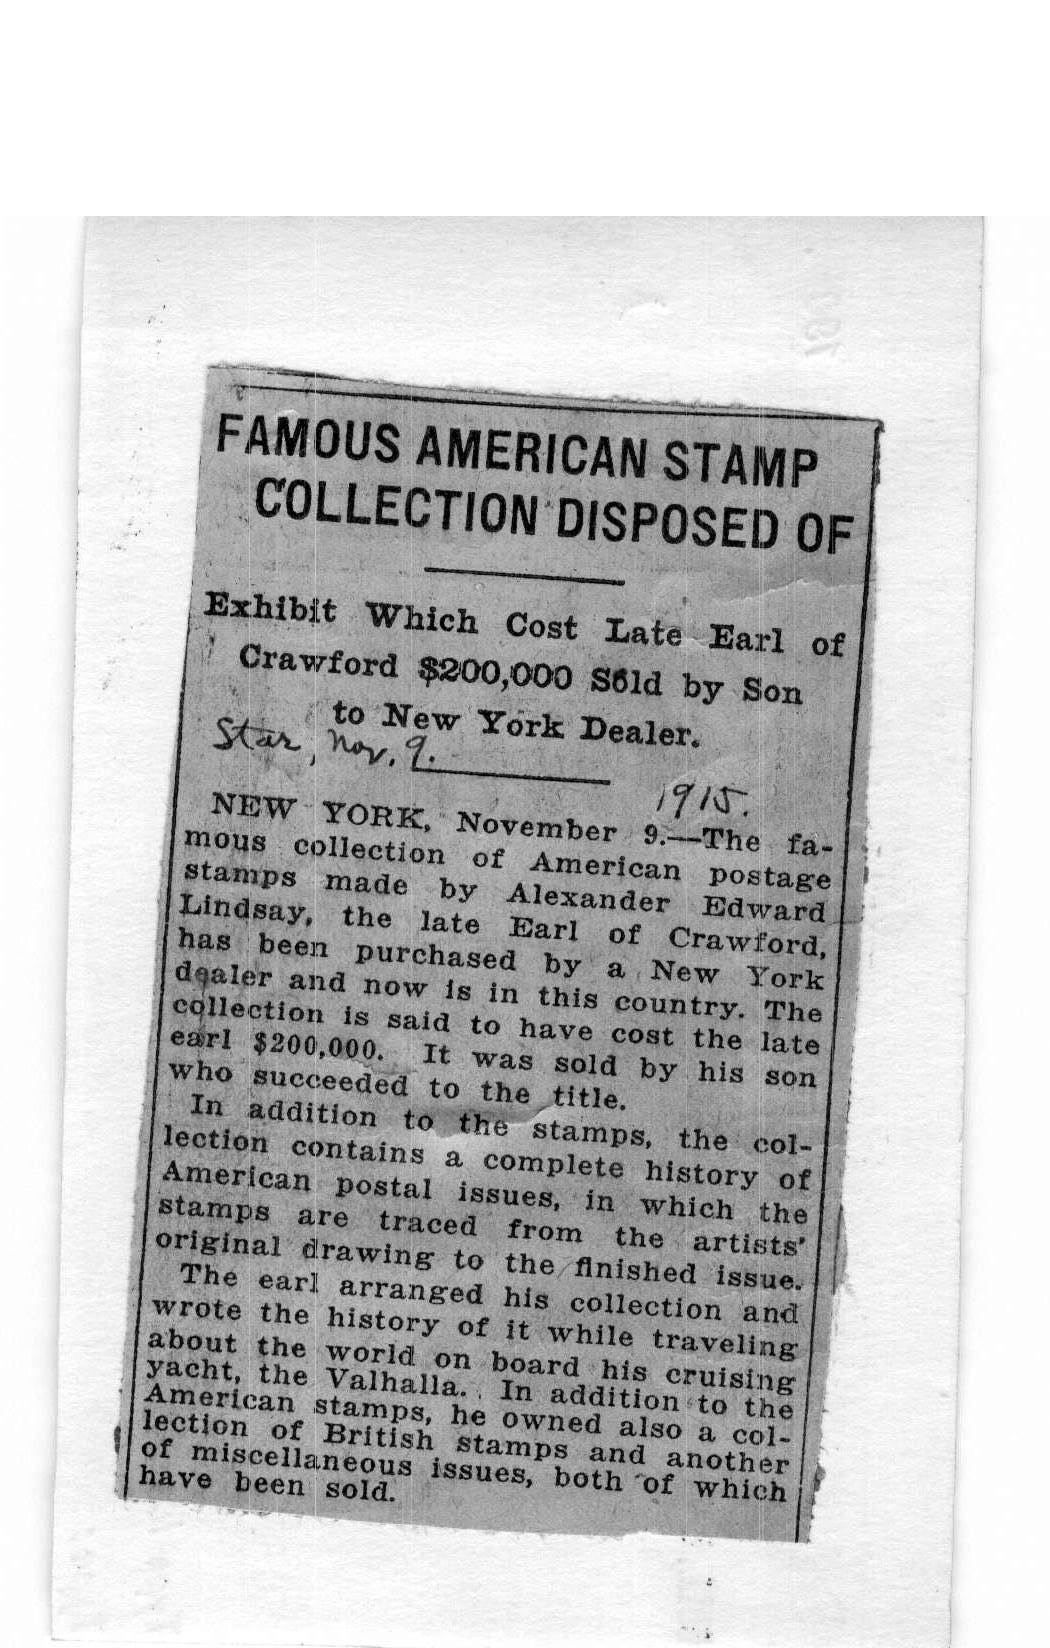 FAMOUS AMERICAN STAMP
COLLECTION DISPOSED OF
Exhibit Which Cost Late Earl of
Crawford $200,000 Sold by Son
to New York Dealer.
Star, Nov. 9.
1915.
NEW YORK, November 9.—The fa-
mous collection of American postage
stamps made by Alexander Edward
Lindsay, the late Earl of Crawford,
has been purchased by a New York
dealer and now is in this country. The
collection is said to have cost the late
earl $200,000. It was sold by his son
who succeeded to the title.
In addition to the stamps, the col-
lection contains a complete history of
American postal issues, in which the
stamps are traced from the artists'
original drawing to the finished issue.
The earl arranged his collection and
wrote the history of it while traveling
about the world on board his cruising
yacht, the Valhalla. In addition to the
American stamps, he owned also a col-
lection of British stamps and another
of miscellaneous issues, both of which
have been sold.